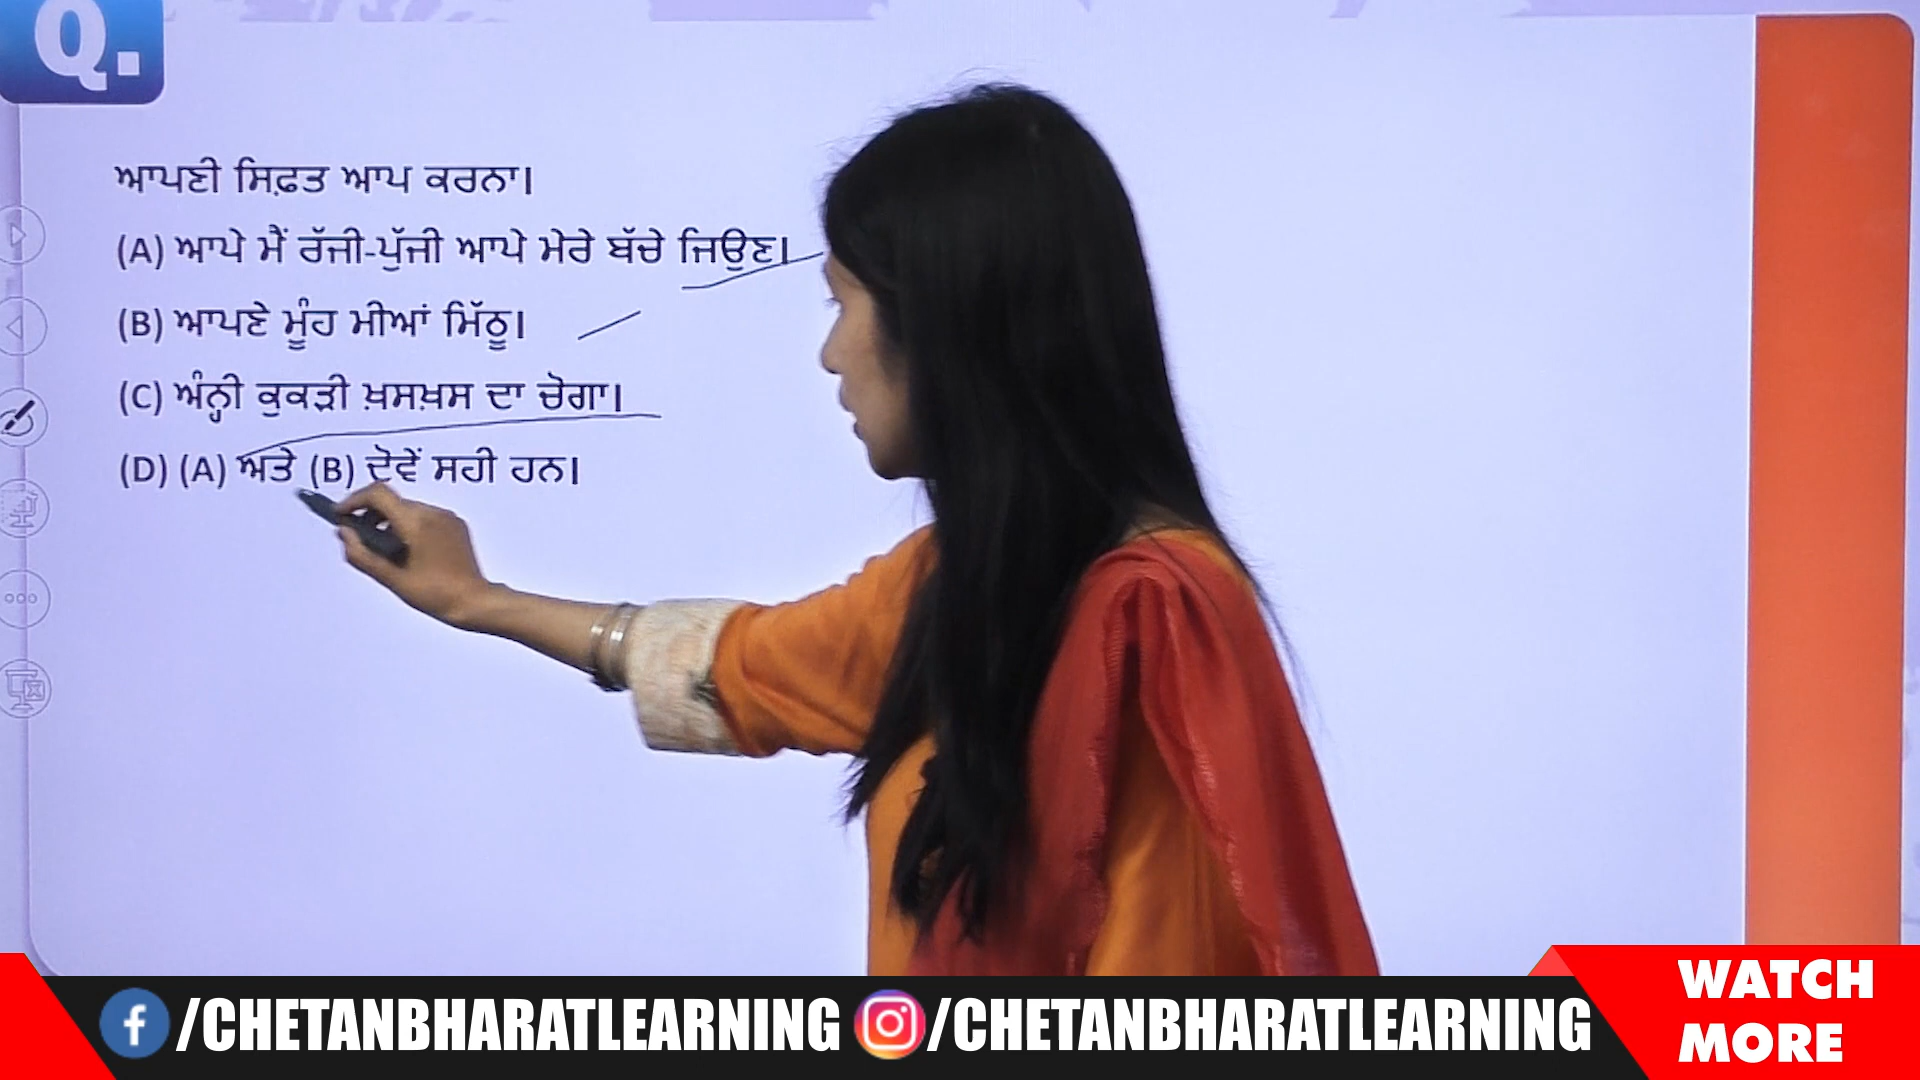 Q.
ਆਪਣੀ ਸਿਫ਼ਤ ਆਪ ਕਰਨਾ।
(A) ਆਪੇ ਮੈਂ ਰੱਜੀ-ਪੁੱਜੀ ਆਪੇ ਮੇਰੇ ਬੱਚੇ ਜਿਉਣ।
(B) ਆਪਣੇ ਮੂੰਹ ਮੀਆਂ ਮਿੱਠੂ।
(C) ਅੰਨ੍ਹੀ ਕੁਕੜੀ ਖ਼ਸਖ਼ਸ ਦਾ ਚੋਗਾ।
(D) (A) ਅਤੇ (B) ਦੋਵੇਂ ਸਹੀ ਹਨ।
/CHETANBHARATLEARNING /CHETANBHARATLEARNING
WATCH
MORE